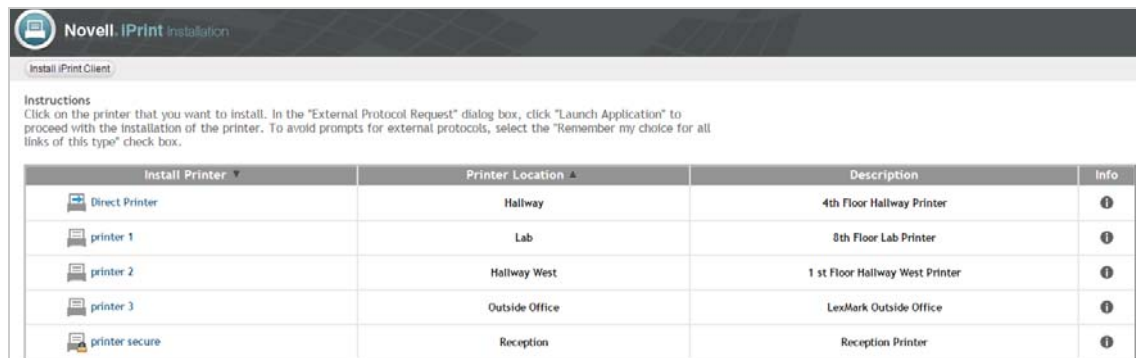 Novell. iPrint Installation
Install iPrint Client
Instructions
Click on the printer that you want to install. In the "External Protocol Request" dialog box, click "Launch Application" to
proceed with the installation of the printer. To avoid prompts for external protocols, select the "Remember my choice for all
links of this type" check box.
Install Printer ▼ Printer Location ▲ Description Info
Direct Printer Hallway 4th Floor Hallway Printer
printer 1 Lab 8th Floor Lab Printer
printer 2 Hallway West 1 st Floor Hallway West Printer
printer 3 Outside Office LexMark Outside Office
printer secure Reception Reception Printer